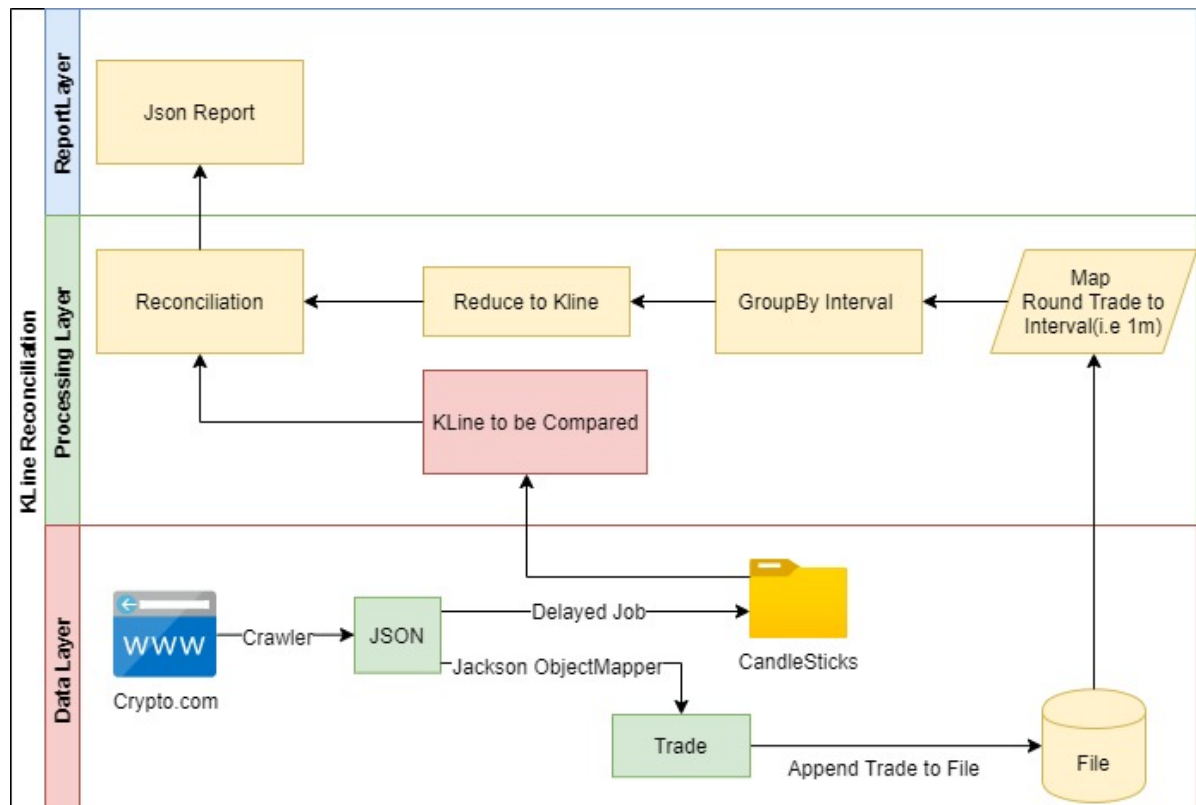 KLine Reconciliation
ReportLayer
Json Report
Processing Layer
Reconciliation
Reduce to Kline
GroupBy Interval
Map
Round Trade to
Interval(i.e 1m)
KLine to be Compared
Data Layer
WWW
Crypto.com
Crawler
JSON
Delayed Job
CandleSticks
Jackson ObjectMapper
Trade
Append Trade to File
File